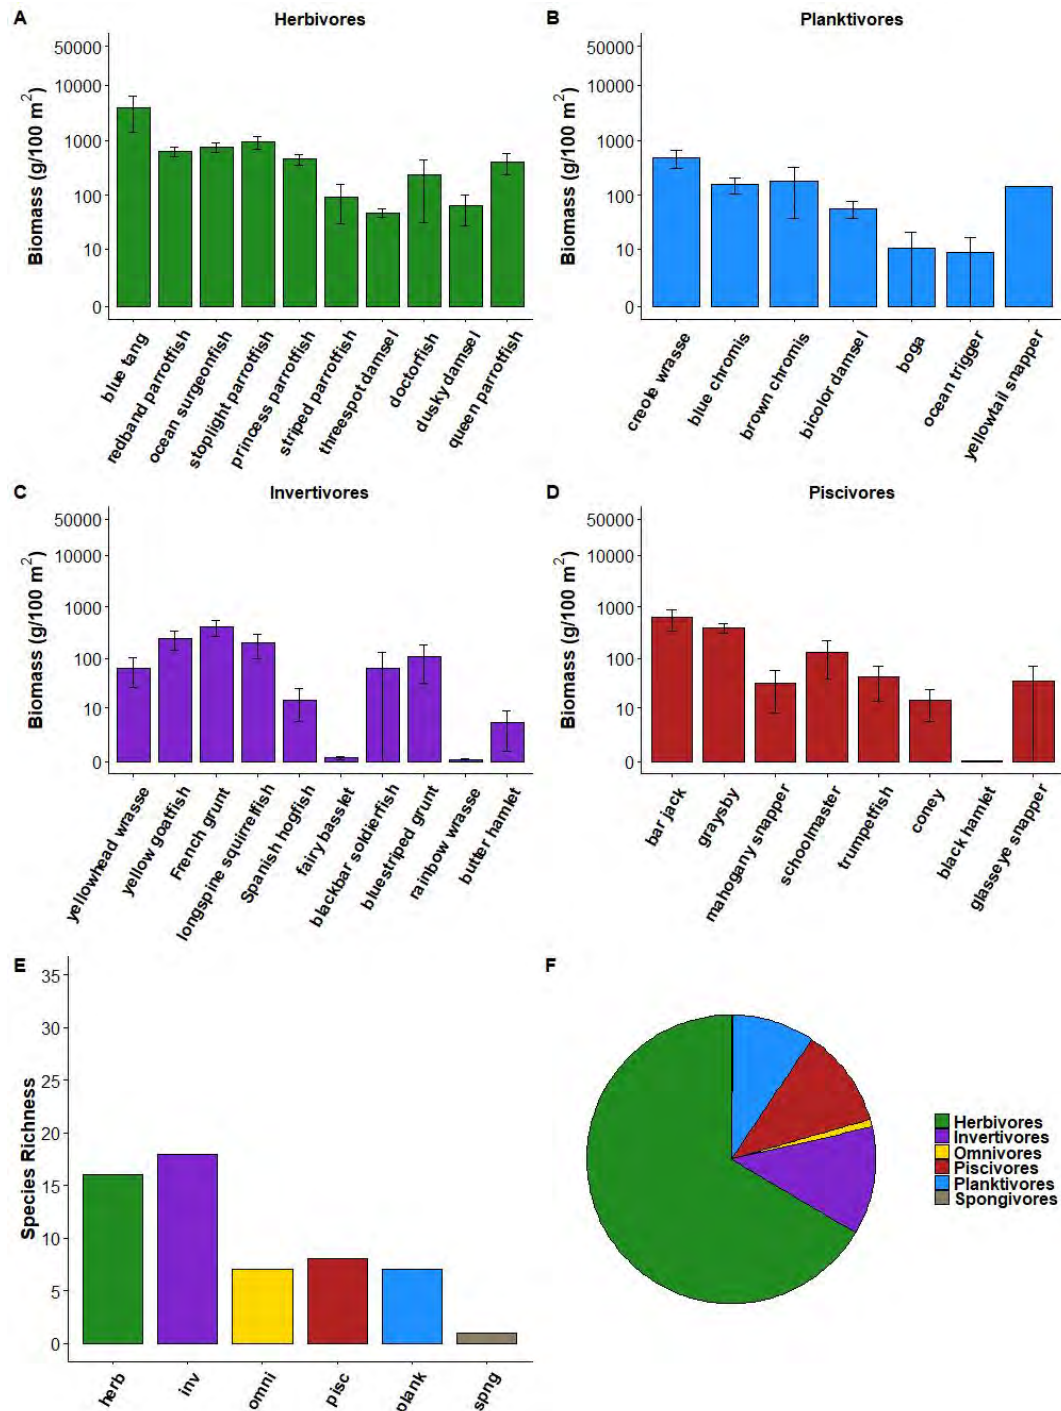 A
Herbivores
Biomass (g/100 m²)
50000
10000
1000
100
10
0
blue tang
redband parrotfish
ocean surgeonfish
stoplight parrotfish
princess parrotfish
striped parrotfish
threespot damsel
doctorfish
dusky damsel
queen parrotfish
B
Planktivores
Biomass (g/100 m²)
50000
10000
1000
100
10
0
creole wrasse
blue chromis
brown chromis
bicolor damsel
boga
ocean trigger
yellowtail snapper
C
Invertivores
Biomass (g/100 m²)
50000
10000
1000
100
10
0
yellowhead wrasse
yellow goatfish
French grunt
longspine squirrelfish
Spanish hogfish
fairy basslet
blackbar soldierfish
bluestriped grunt
rainbow wrasse
butter hamlet
D
Piscivores
Biomass (g/100 m²)
50000
10000
1000
100
10
0
bar jack
graysby
mahogany snapper
schoolmaster
trumpetfish
coney
black hamlet
glasseye snapper
E
Species Richness
35
30
25
20
15
10
5
0
herb
inv
omni
pisc
plank
spng
F
Herbivores
Invertivores
Omnivores
Piscivores
Planktivores
Spongivores